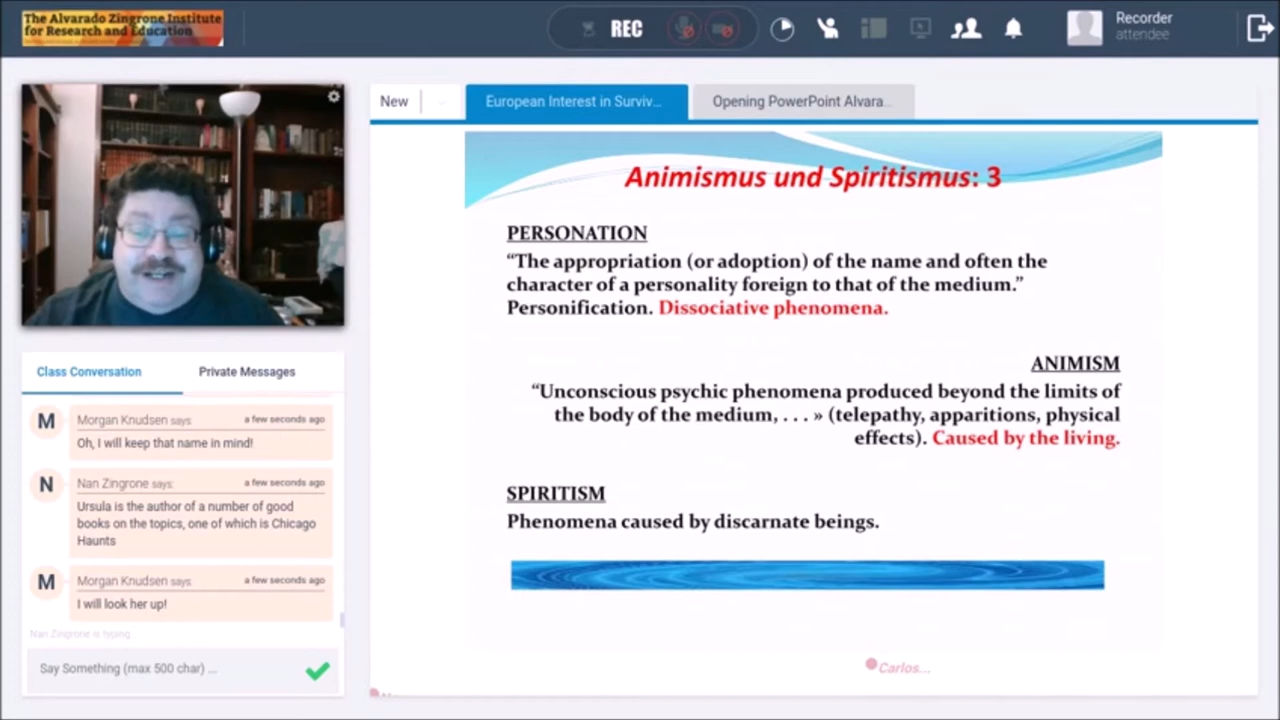 The Alvarado Zingrone Institute
for Research and Education
REC
Recorder
attendee
New
European Interest in Surviv...
Opening PowerPoint Alvara...
Animismus und Spiritismus: 3
PERSONATION
“The appropriation (or adoption) of the name and often the
character of a personality foreign to that of the medium.”
Personification. Dissociative phenomena.
ANIMISM
“Unconscious psychic phenomena produced beyond the limits of
the body of the medium, . . . » (telepathy, apparitions, physical
effects). Caused by the living.
SPIRITISM
Phenomena caused by discarnate beings.
Carlos...
Class Conversation
Private Messages
M
Morgan Knudsen says:
a few seconds ago
Oh, I will keep that name in mind!
N
Nan Zingrone says:
a few seconds ago
Ursula is the author of a number of good
books on the topics, one of which is Chicago
Haunts
M
Morgan Knudsen says:
a few seconds ago
I will look her up!
Nan Zingrone is typing
Say Something (max 500 char) ...